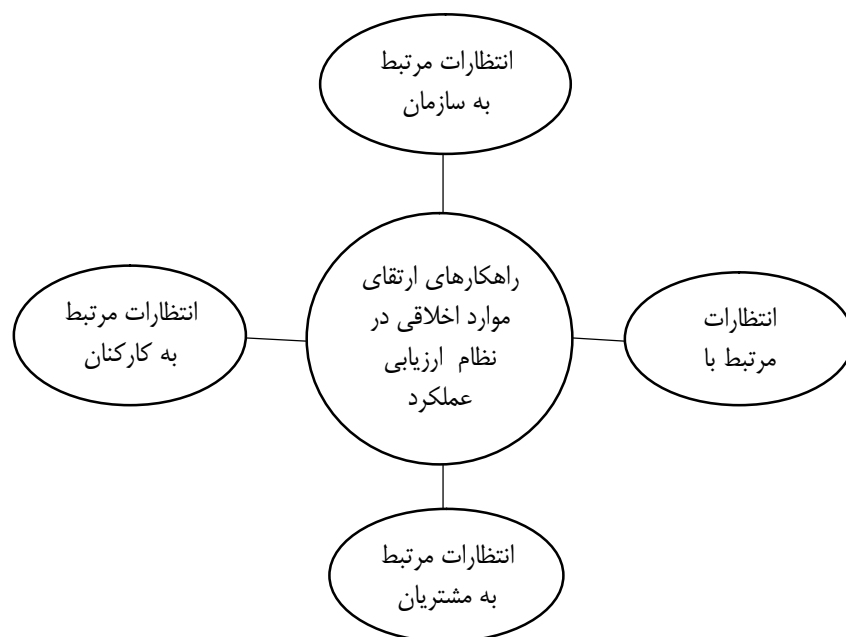 انتظارات مرتبط
به سازمان
راهکارهای ارتقای
موارد اخلاقی در
نظام ارزیابی
عملکرد
انتظارات
مرتبط با
انتظارات مرتبط
به کارکنان
انتظارات مرتبط
به مشتریان